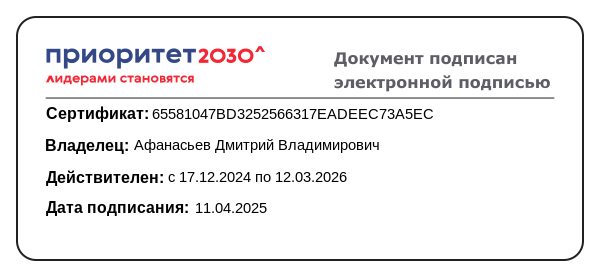 приоритет2030^
лидерами становятся
Документ подписан
электронной подписью
Сертификат: 65581047BD3252566317EADEEC73A5EC
Владелец: Афанасьев Дмитрий Владимирович
Действителен: с 17.12.2024 по 12.03.2026
Дата подписания: 11.04.2025